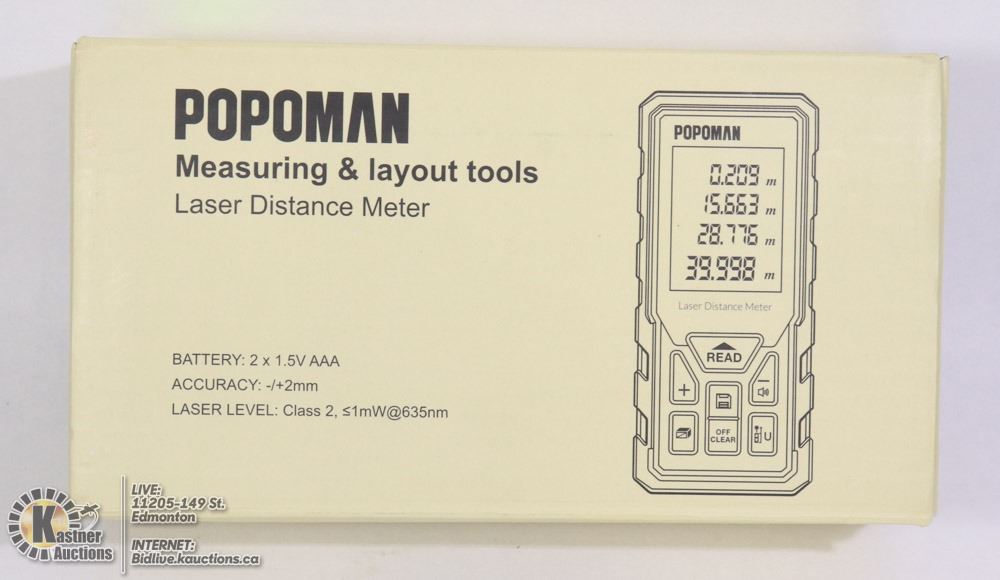 POPOMAN
Measuring & layout tools
Laser Distance Meter
BATTERY: 2 x 1.5V AAA
ACCURACY: -/+2mm
LASER LEVEL: Class 2, ≤1mW@635nm
POPOMAN
0.209 m
15.663 m
28.776 m
39.998 m
Laser Distance Meter
READ
+
−
OFF
CLEAR
U
K
Kastner
Auctions
LIVE:
11205-149 St.
Edmonton
INTERNET:
Bidlive.kauctions.ca